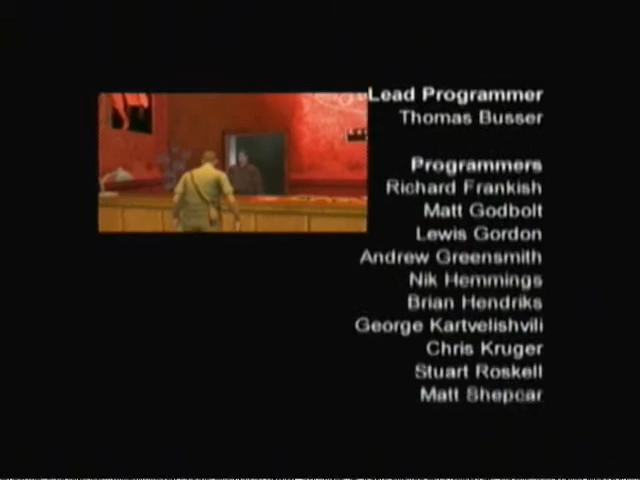 Lead Programmer
Thomas Busser
Programmers
Richard Frankish
Matt Godbolt
Lewis Gordon
Andrew Greensmith
Nik Hemmings
Brian Hendriks
George Kartvelishvili
Chris Kruger
Stuart Roskell
Matt Shepcar